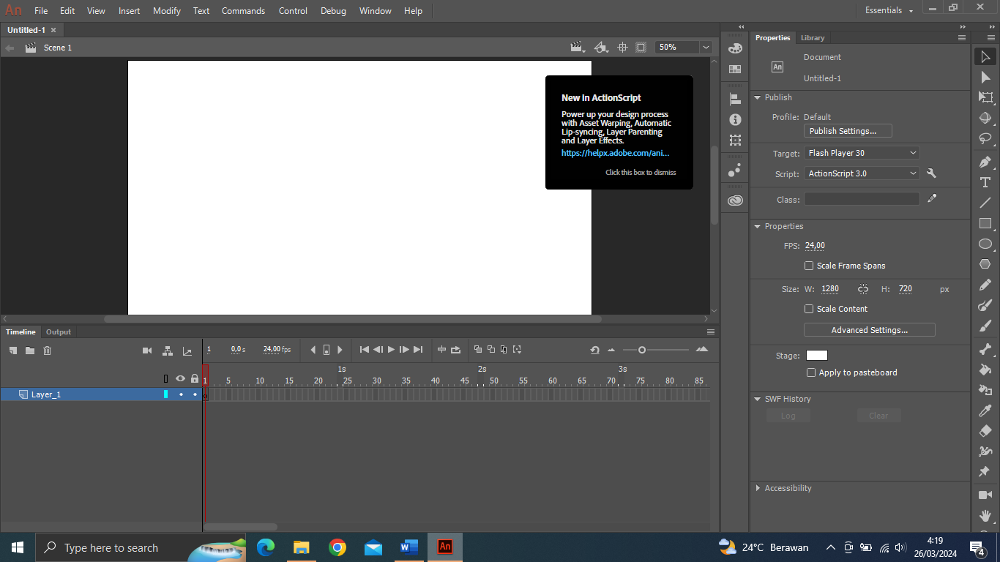 An File Edit View Insert Modify Text Commands Control Debug Window Help Essentials
Untitled-1
Scene 1 50%
New in ActionScript
Power up your design process
with Asset Warping, Automatic
Lip-syncing, Layer Parenting
and Layer Effects.
https://helpx.adobe.com/ani...
Click this box to dismiss
Properties Library
An Document
Untitled-1
Publish
Profile: Default
Publish Settings...
Target: Flash Player 30
Script: ActionScript 3.0
Class:
Properties
FPS: 24,00
Scale Frame Spans
Size: W: 1280 H: 720 px
Scale Content
Advanced Settings...
Stage:
Apply to pasteboard
SWF History
Log Clear
Accessibility
Timeline Output
1 0,0 s 24,00 fps
1s 2s 3s
1 5 10 15 20 25 30 35 40 45 50 55 60 65 70 75 80 85
Layer_1
Type here to search
An
24°C Berawan
4:19
26/03/2024
4